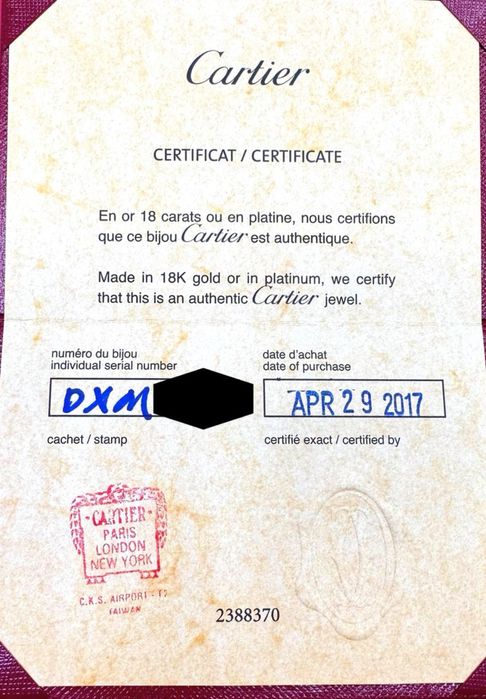 Cartier
CERTIFICAT / CERTIFICATE
En or 18 carats ou en platine, nous certifions
que ce bijou Cartier est authentique.
Made in 18K gold or in platinum, we certify
that this is an authentic Cartier jewel.
numéro du bijou
individual serial number
DXM
date d'achat
date of purchase
APR 29 2017
cachet / stamp
certifié exact / certified by
CARTIER
PARIS
LONDON
NEW YORK
C.K.S. AIRPORT - T2
TAIWAN
2388370